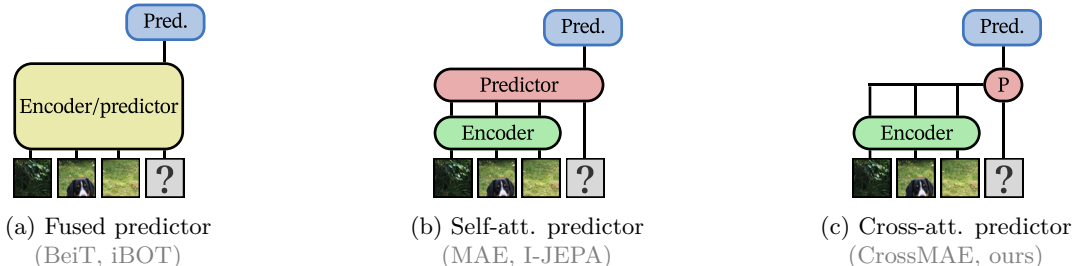 Pred.
Encoder/predictor
?
(a) Fused predictor
(BeiT, iBOT)
Pred.
Predictor
Encoder
?
(b) Self-att. predictor
(MAE, I-JEPA)
Pred.
P
Encoder
?
(c) Cross-att. predictor
(CrossMAE, ours)